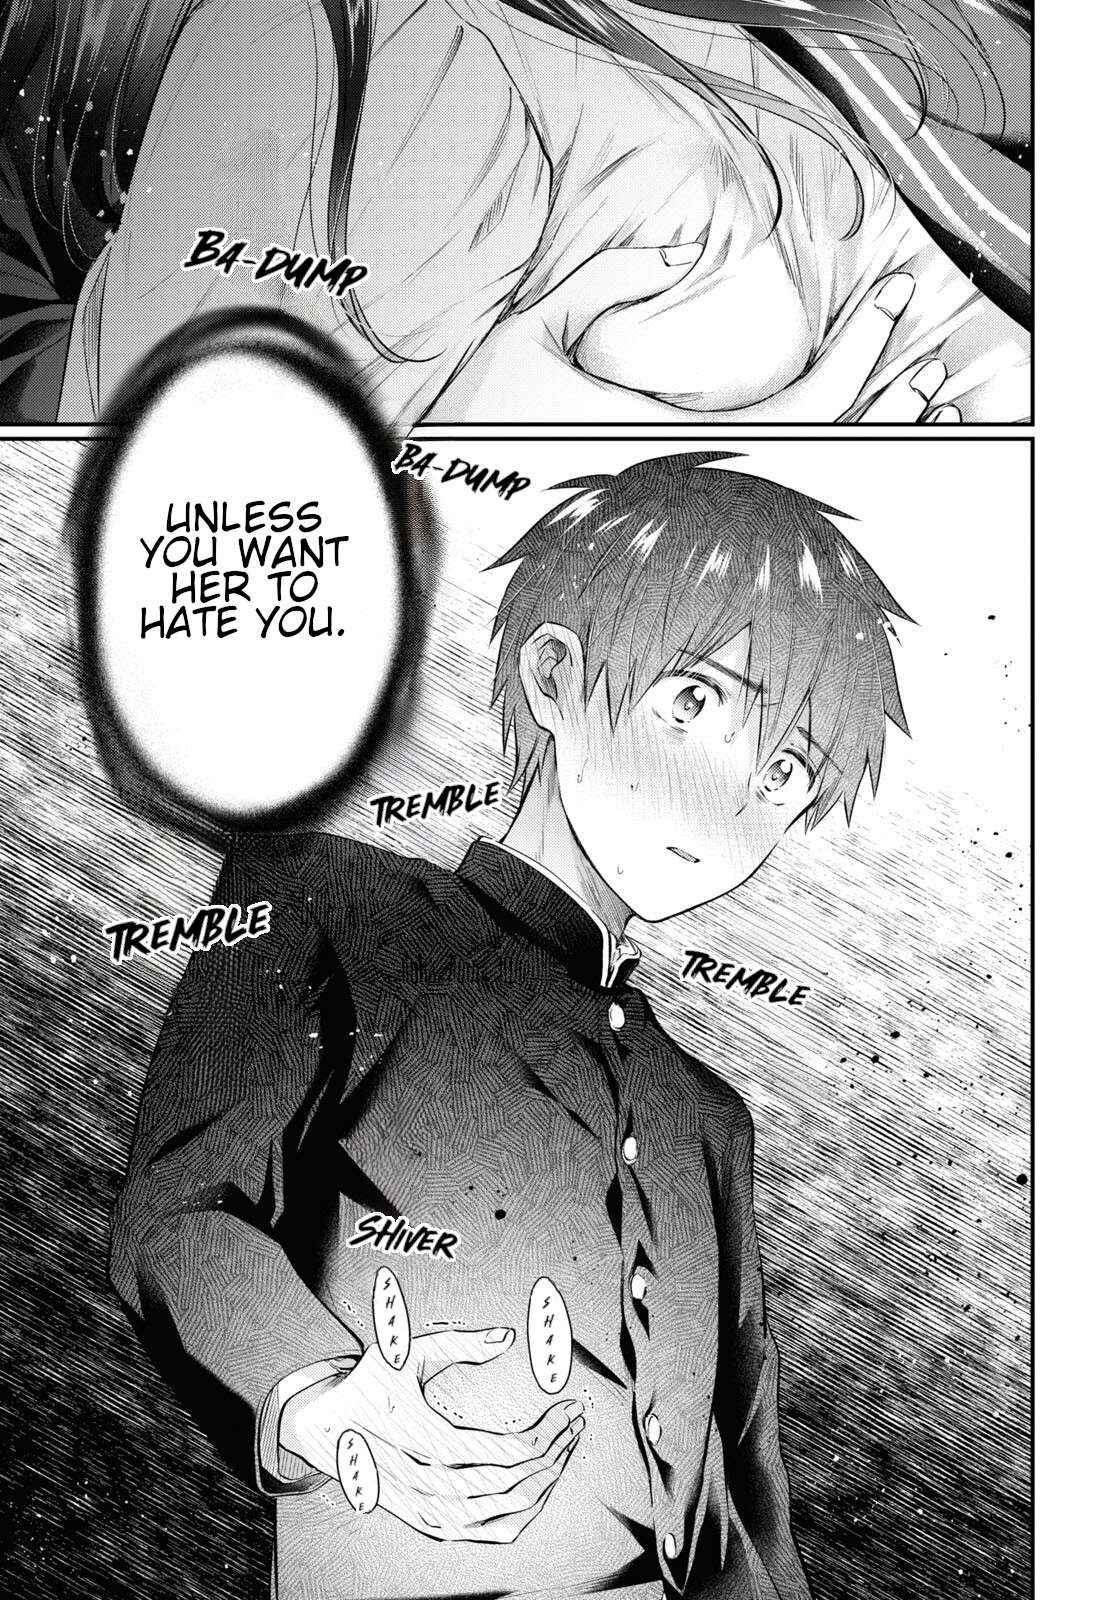 BA-DUMP
BA-DUMP
UNLESS
YOU WANT
HER TO
HATE YOU.
TREMBLE
TREMBLE
TREMBLE
SHIVER
SHAKE
SHAKE
SHAKE